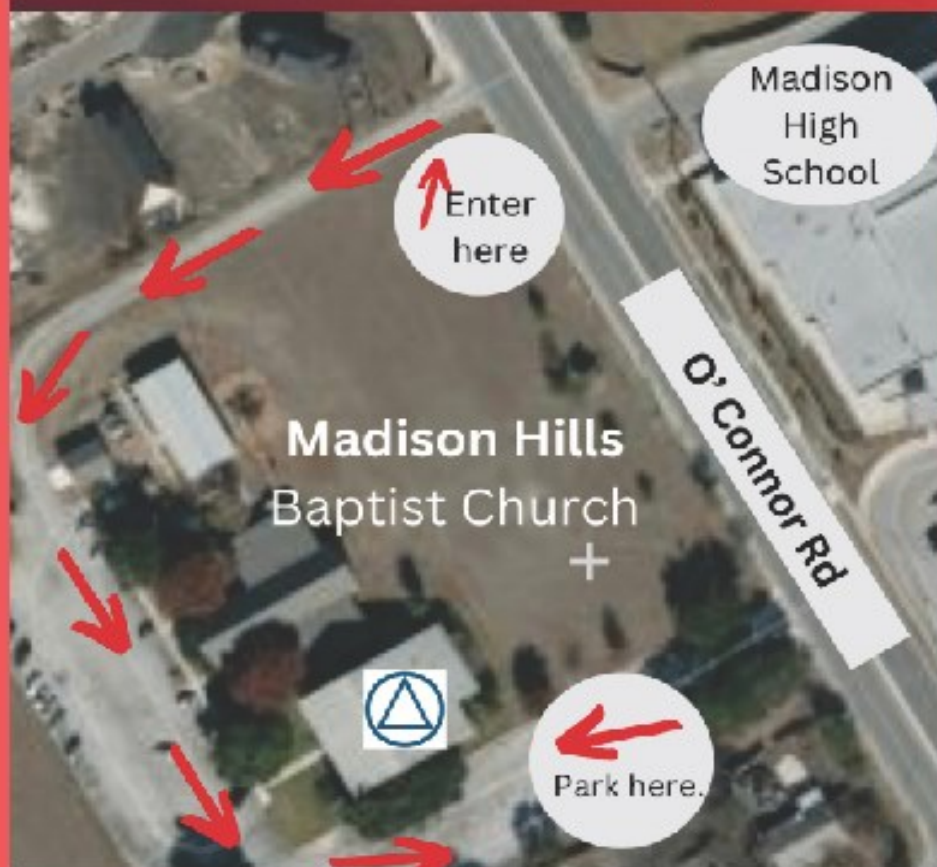 Madison
High
School
Enter
here
O' Connor Rd
Madison Hills
Baptist Church
Park here.